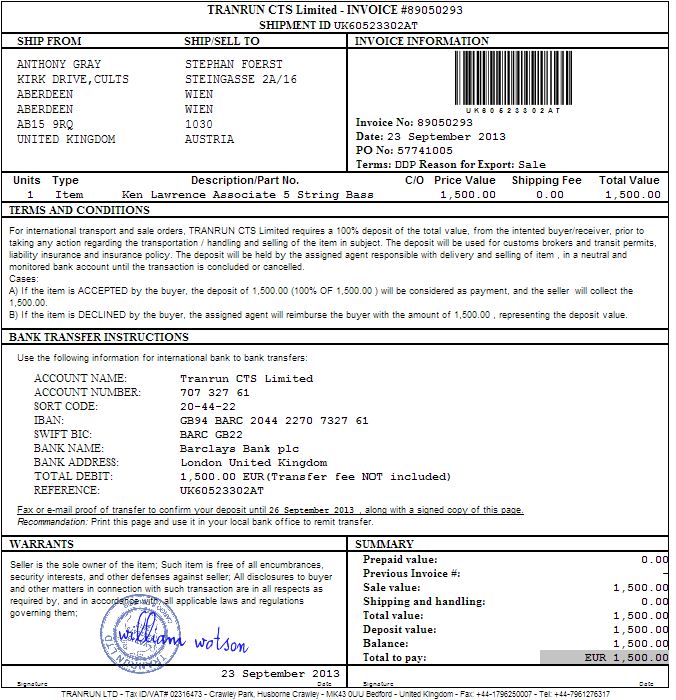 TRANRUN CTS Limited - INVOICE #89050293
SHIPMENT ID UK60523302AT
SHIP FROM SHIP/SELL TO INVOICE INFORMATION
ANTHONY GRAY STEPHAN FOERST
KIRK DRIVE,CULTS STEINGASSE 2A/16
ABERDEEN WIEN
ABERDEEN WIEN
AB15 9RQ 1030
UNITED KINGDOM AUSTRIA
UK60523302AT
Invoice No: 89050293
Date: 23 September 2013
PO No: 57741005
Terms: DDP Reason for Export: Sale
Units Type Description/Part No. C/O Price Value Shipping Fee Total Value
1 Item Ken Lawrence Associate 5 String Bass 1,500.00 0.00 1,500.00
TERMS AND CONDITIONS
For international transport and sale orders, TRANRUN CTS Limited requires a 100% deposit of the total value, from the intented buyer/receiver, prior to
taking any action regarding the transportation / handling and selling of the item in subject. The deposit will be used for customs brokers and transit permits,
liability insurance and insurance policy. The deposit will be held by the assigned agent responsible with delivery and selling of item , in a neutral and
monitored bank account until the transaction is concluded or cancelled.
Cases:
A) If the item is ACCEPTED by the buyer, the deposit of 1,500.00 (100% OF 1,500.00 ) will be considered as payment, and the seller will collect the
1,500.00.
B) If the item is DECLINED by the buyer, the assigned agent will reimburse the buyer with the amount of 1,500.00 , representing the deposit value.
BANK TRANSFER INSTRUCTIONS
Use the following information for international bank to bank transfers:
ACCOUNT NAME: Tranrun CTS Limited
ACCOUNT NUMBER: 707 327 61
SORT CODE: 20-44-22
IBAN: GB94 BARC 2044 2270 7327 61
SWIFT BIC: BARC GB22
BANK NAME: Barclays Bank plc
BANK ADDRESS: London United Kingdom
TOTAL DEBIT: 1,500.00 EUR(Transfer fee NOT included)
REFERENCE: UK60523302AT
Fax or e-mail proof of transfer to confirm your deposit until 26 September 2013 , along with a signed copy of this page.
Recommandation: Print this page and use it in your local bank office to remit transfer.
WARRANTS
Seller is the sole owner of the item; Such item is free of all encumbrances,
security interests, and other defenses against seller; All disclosures to buyer
and other matters in connection with such transaction are in all respects as
required by, and in accordance with, all applicable laws and regulations
governing them;
TRANRUN LTD
william wotson
23 September 2013
Signature Date
SUMMARY
Prepaid value: 0.00
Previous Invoice #: -
Sale value: 1,500.00
Shipping and handling: 0.00
Total value: 1,500.00
Deposit value: 1,500.00
Balance: 1,500.00
Total to pay: EUR 1,500.00
Signature Date
TRANRUN LTD - Tax ID/VAT# 02316473 - Crawley Park, Husborne Crawley - MK43 0UU Bedford - United Kingdom - Fax: +44-1796250007 - Tel: +44-7961276317